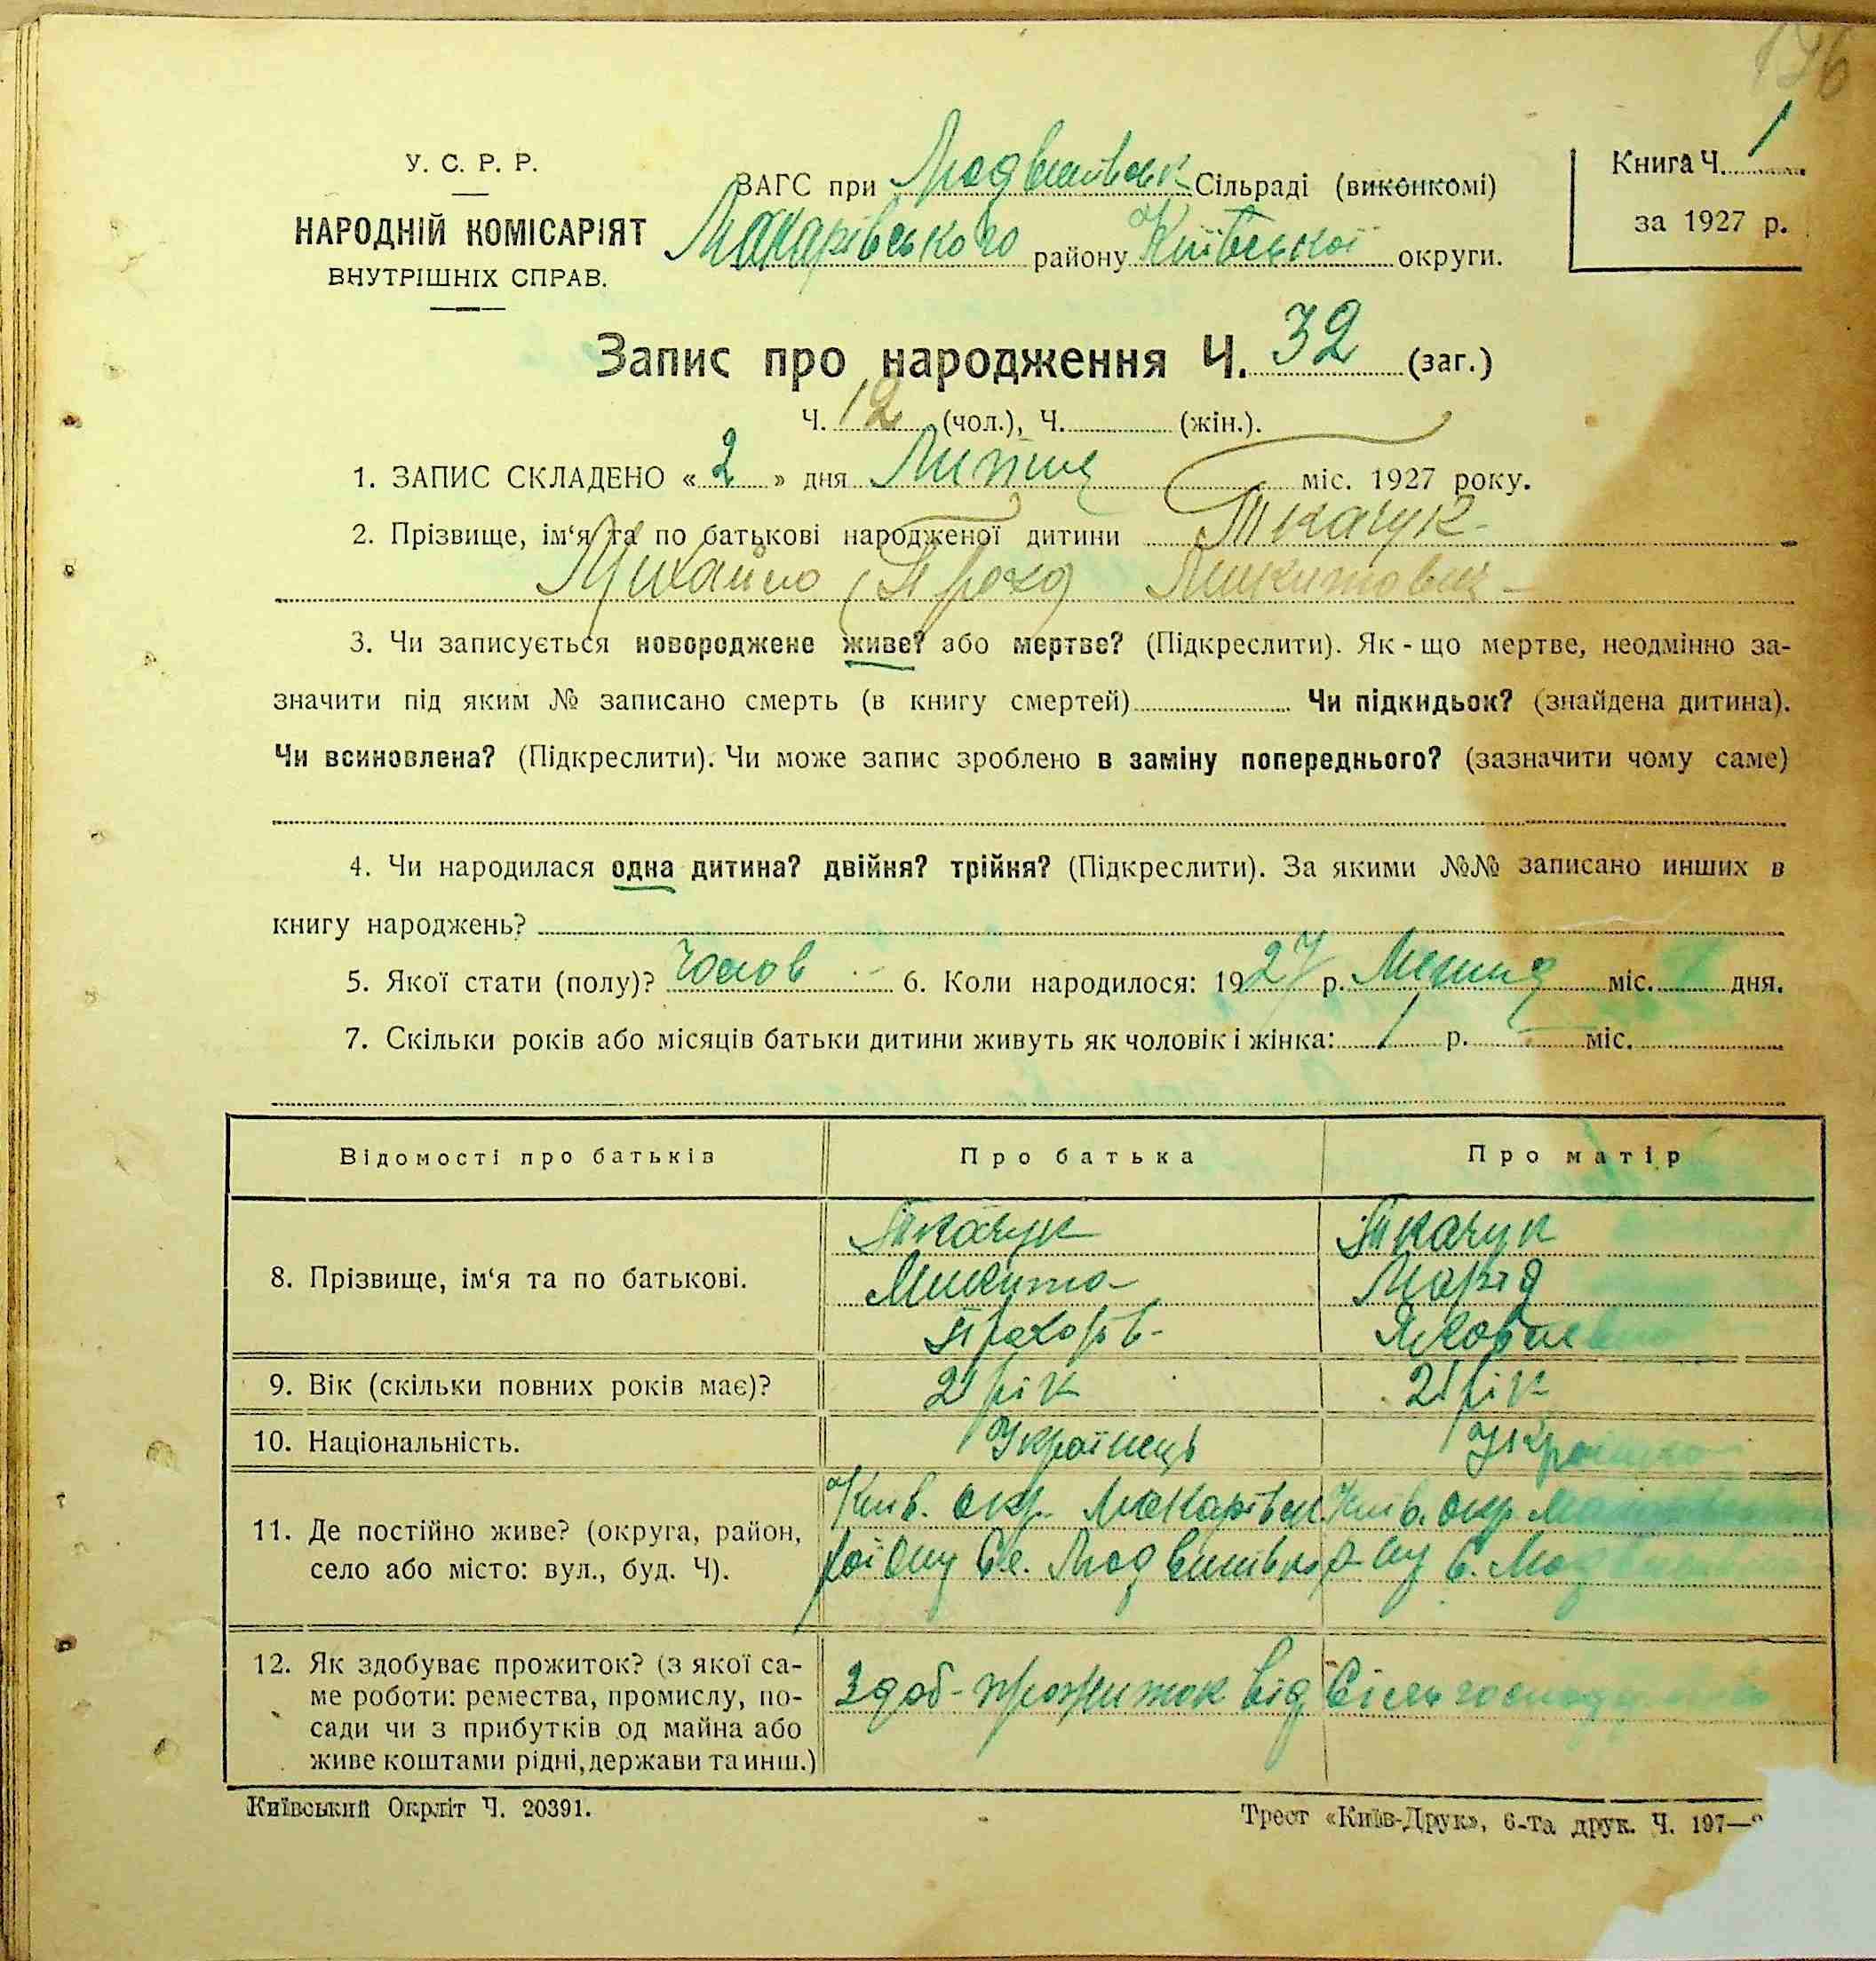 196
У. С. Р. Р.
НАРОДНІЙ КОМІСАРІЯТ
ВНУТРІШНІХ СПРАВ.
ЗАГС при Людвинівськ Сільраді (виконкомі)
Макарівського району Київської округи.
Книга Ч. 1
за 1927 р.
Запис про народження Ч. 32 (заг.)
Ч. 12 (чол.), Ч. (жін.).
1. ЗАПИС СКЛАДЕНО « 2 » дня Липня міс. 1927 року.
2. Прізвище, ім‘я та по батькові народженої дитини Ткачук
Михайло Микитович
3. Чи записується новороджене живе? або мертве? (Підкреслити). Як-що мертве, неодмінно за-
значити під яким № записано смерть (в книгу смертей) Чи підкидьок? (знайдена дитина).
Чи всиновлена? (Підкреслити). Чи може запис зроблено в заміну попереднього? (зазначити чому саме)
4. Чи народилася одна дитина? двійня? трійня? (Підкреслити). За якими №№ записано инших в
книгу народжень?
5. Якої стати (полу)? Чолов 6. Коли народилося: 1927 р. Липня міс. дня.
7. Скільки років або місяців батьки дитини живуть як чоловік і жінка: 1 р. міс.
Відомості про батьків Про батька Про матір
8. Прізвище, ім‘я та по батькові.
Ткачук Ткачук
Микита Марія
Прохорів
9. Вік (скільки повних років має)? 21 рік 21 рік
10. Національність. Українець Українка
11. Де постійно живе? (округа, район,
село або місто: вул., буд. Ч).
Київ. окр. Макарівськ. Київ. окр
району Се. Людвинівка р-ну С.
12. Як здобуває прожиток? (з якої са-
ме роботи: ремества, промислу, по-
сади чи з прибутків од майна або
живе коштами рідні, держави та инш.)
Здоб- прожиток від
Київський Окрліт Ч. 20391.
Трест «Київ-Друк», 6-та друк. Ч. 197—